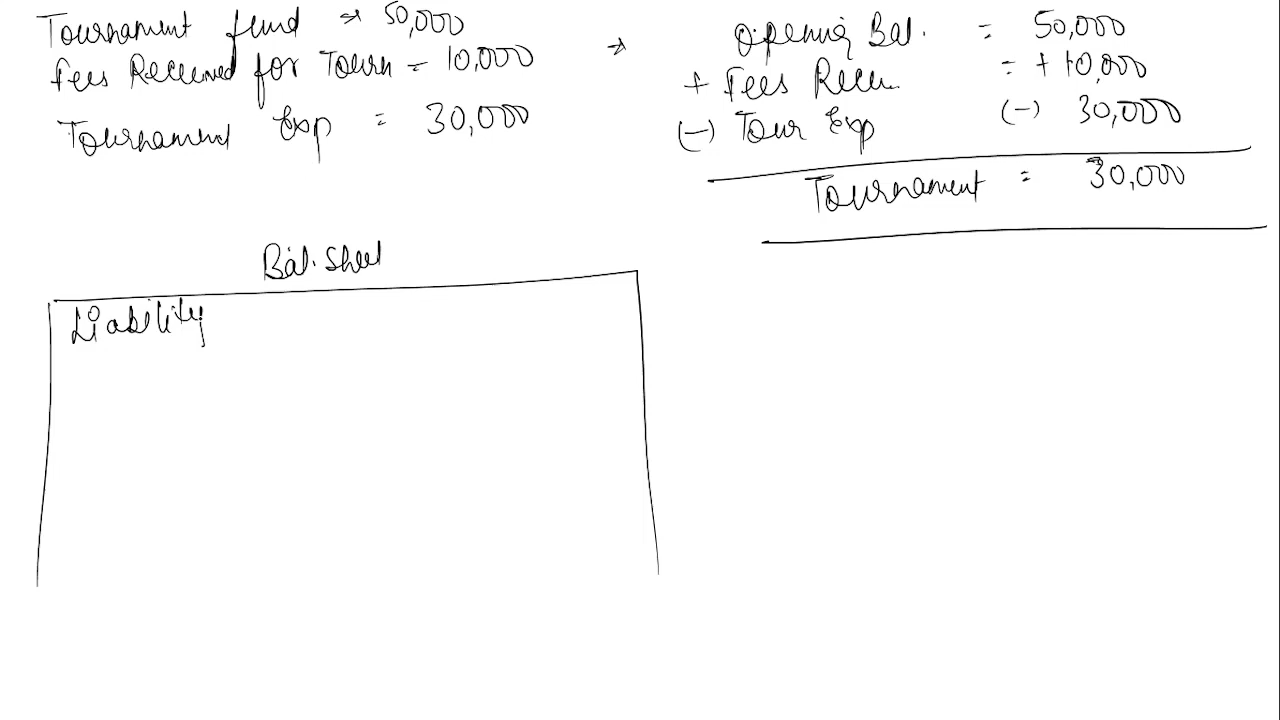 Tournament fund ⇒ 50,000
Fees Received for Tourn = 10,000
Tournament Exp = 30,000
→
Opening Bal. = 50,000
+ Fees Recei = + 10,000
(-) Tour Exp (-) 30,000
Tournament = 30,000
Bal. Sheet
Liability